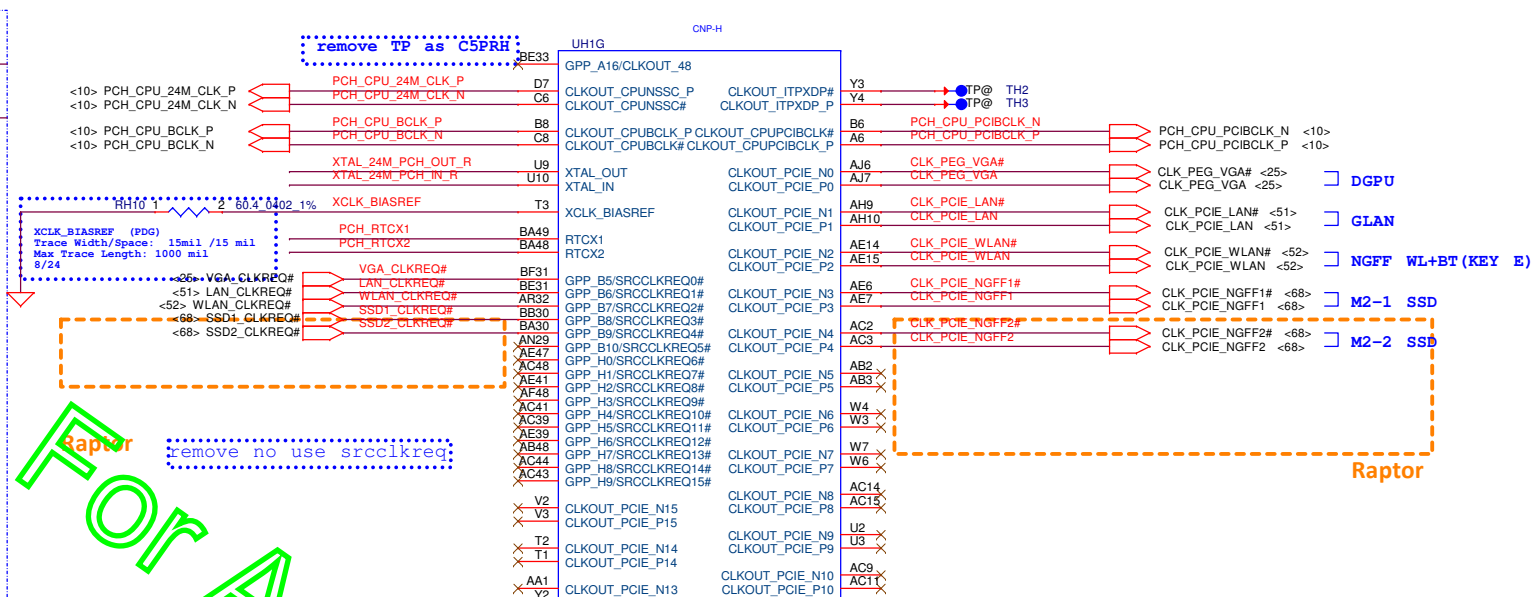 CNP-H
remove TP as C5PRH
UH1G
BE33 GPP_A16/CLKOUT_48
<10> PCH_CPU_24M_CLK_P PCH_CPU_24M_CLK_P D7 CLKOUT_CPUNSSC_P CLKOUT_ITPXDP# Y3 TP@ TH2
<10> PCH_CPU_24M_CLK_N PCH_CPU_24M_CLK_N C6 CLKOUT_CPUNSSC# CLKOUT_ITPXDP_P Y4 TP@ TH3
<10> PCH_CPU_BCLK_P PCH_CPU_BCLK_P B8 CLKOUT_CPUBCLK_P CLKOUT_CPUPCIBCLK# B6 PCH_CPU_PCIBCLK_N PCH_CPU_PCIBCLK_N <10>
<10> PCH_CPU_BCLK_N PCH_CPU_BCLK_N C8 CLKOUT_CPUBCLK# CLKOUT_CPUPCIBCLK_P A6 PCH_CPU_PCIBCLK_P PCH_CPU_PCIBCLK_P <10>
XTAL_24M_PCH_OUT_R U9 XTAL_OUT CLKOUT_PCIE_N0 AJ6 CLK_PEG_VGA# CLK_PEG_VGA# <25>
XTAL_24M_PCH_IN_R U10 XTAL_IN CLKOUT_PCIE_P0 AJ7 CLK_PEG_VGA CLK_PEG_VGA <25> DGPU
RH10 1 2 60.4_0402_1% XCLK_BIASREF T3 XCLK_BIASREF CLKOUT_PCIE_N1 AH9 CLK_PCIE_LAN# CLK_PCIE_LAN# <51>
CLKOUT_PCIE_P1 AH10 CLK_PCIE_LAN CLK_PCIE_LAN <51> GLAN
XCLK_BIASREF (PDG)
Trace Width/Space: 15mil /15 mil
Max Trace Length: 1000 mil
8/24
PCH_RTCX1 BA49 RTCX1 CLKOUT_PCIE_N2 AE14 CLK_PCIE_WLAN# CLK_PCIE_WLAN# <52>
PCH_RTCX2 BA48 RTCX2 CLKOUT_PCIE_P2 AE15 CLK_PCIE_WLAN CLK_PCIE_WLAN <52> NGFF WL+BT(KEY E)
<25> VGA_CLKREQ# VGA_CLKREQ# BF31 GPP_B5/SRCCLKREQ0#
<51> LAN_CLKREQ# LAN_CLKREQ# BE31 GPP_B6/SRCCLKREQ1# CLKOUT_PCIE_N3 AE6 CLK_PCIE_NGFF1# CLK_PCIE_NGFF1# <68>
<52> WLAN_CLKREQ# WLAN_CLKREQ# AR32 GPP_B7/SRCCLKREQ2# CLKOUT_PCIE_P3 AE7 CLK_PCIE_NGFF1 CLK_PCIE_NGFF1 <68> M2-1 SSD
<68> SSD1_CLKREQ# SSD1_CLKREQ# BB30 GPP_B8/SRCCLKREQ3#
<68> SSD2_CLKREQ# SSD2_CLKREQ# BA30 GPP_B9/SRCCLKREQ4# CLKOUT_PCIE_N4 AC2 CLK_PCIE_NGFF2# CLK_PCIE_NGFF2# <68>
AN29 GPP_B10/SRCCLKREQ5# CLKOUT_PCIE_P4 AC3 CLK_PCIE_NGFF2 CLK_PCIE_NGFF2 <68> M2-2 SSD
AE47 GPP_H0/SRCCLKREQ6#
AC48 GPP_H1/SRCCLKREQ7# CLKOUT_PCIE_N5 AB2
AE41 GPP_H2/SRCCLKREQ8# CLKOUT_PCIE_P5 AB3
AF48 GPP_H3/SRCCLKREQ9#
AC41 GPP_H4/SRCCLKREQ10# CLKOUT_PCIE_N6 W4
AC39 GPP_H5/SRCCLKREQ11# CLKOUT_PCIE_P6 W3
AE39 GPP_H6/SRCCLKREQ12#
AB48 GPP_H7/SRCCLKREQ13# CLKOUT_PCIE_N7 W7
AC44 GPP_H8/SRCCLKREQ14# CLKOUT_PCIE_P7 W6
AC43 GPP_H9/SRCCLKREQ15#
Raptor
remove no use srcclkreq
Raptor
CLKOUT_PCIE_N8 AC14
V2 CLKOUT_PCIE_N15 CLKOUT_PCIE_P8 AC15
V3 CLKOUT_PCIE_P15
CLKOUT_PCIE_N9 U2
T2 CLKOUT_PCIE_N14 CLKOUT_PCIE_P9 U3
T1 CLKOUT_PCIE_P14
CLKOUT_PCIE_N10 AC9
AA1 CLKOUT_PCIE_N13 CLKOUT_PCIE_P10 AC11
Y2
For A